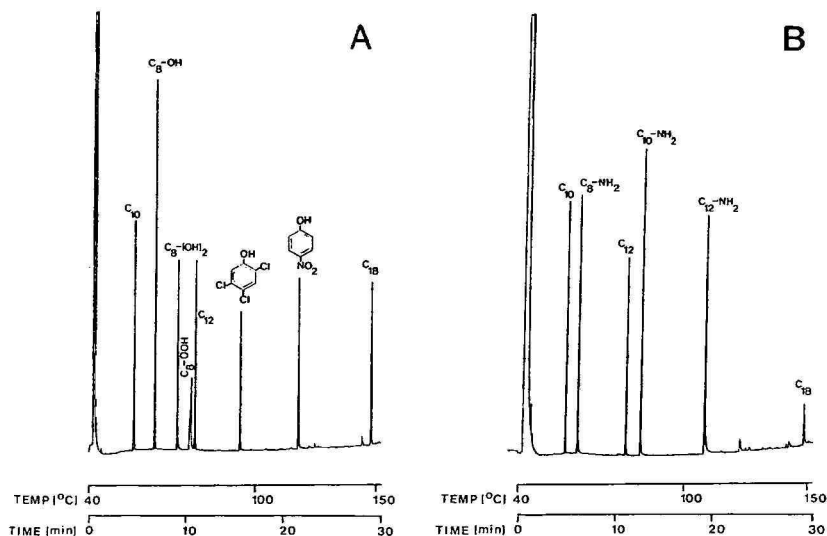 A
C8-OH
C10
C8-(OH)2
C12
C8-OOH
OH
Cl
Cl
Cl
OH
NO2
C18
TEMP [°C] 40 100 150
TIME [min] 0 10 20 30
B
C10-NH2
C10
C8-NH2
C12
C12-NH2
C18
TEMP [°C] 40 100 150
TIME [min] 0 10 20 30